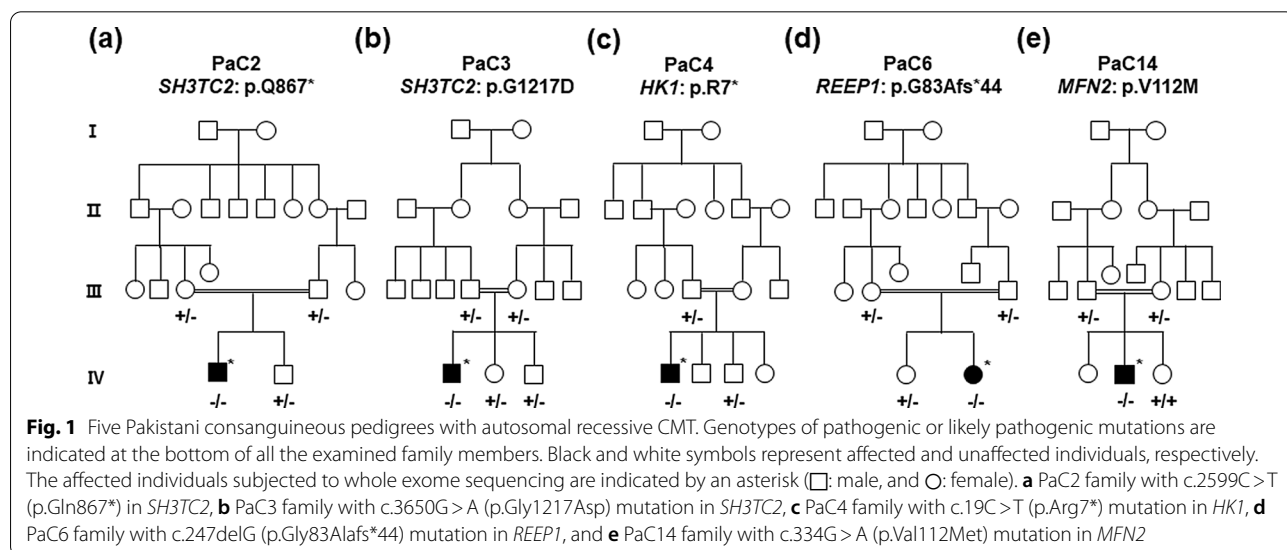 (a) (b) (c) (d) (e)
PaC2 PaC3 PaC4 PaC6 PaC14
SH3TC2: p.Q867* SH3TC2: p.G1217D HK1: p.R7* REEP1: p.G83Afs*44 MFN2: p.V112M
I
II
III
+/- +/- +/- +/- +/- +/- +/- +/- +/-
IV * * * * *
-/- +/- -/- +/- +/- -/- +/- +/- -/- -/- +/+
Fig. 1 Five Pakistani consanguineous pedigrees with autosomal recessive CMT. Genotypes of pathogenic or likely pathogenic mutations are
indicated at the bottom of all the examined family members. Black and white symbols represent affected and unaffected individuals, respectively.
The affected individuals subjected to whole exome sequencing are indicated by an asterisk (□: male, and ○: female). a PaC2 family with c.2599C > T
(p.Gln867*) in SH3TC2, b PaC3 family with c.3650G > A (p.Gly1217Asp) mutation in SH3TC2, c PaC4 family with c.19C > T (p.Arg7*) mutation in HK1, d
PaC6 family with c.247delG (p.Gly83Alafs*44) mutation in REEP1, and e PaC14 family with c.334G > A (p.Val112Met) mutation in MFN2